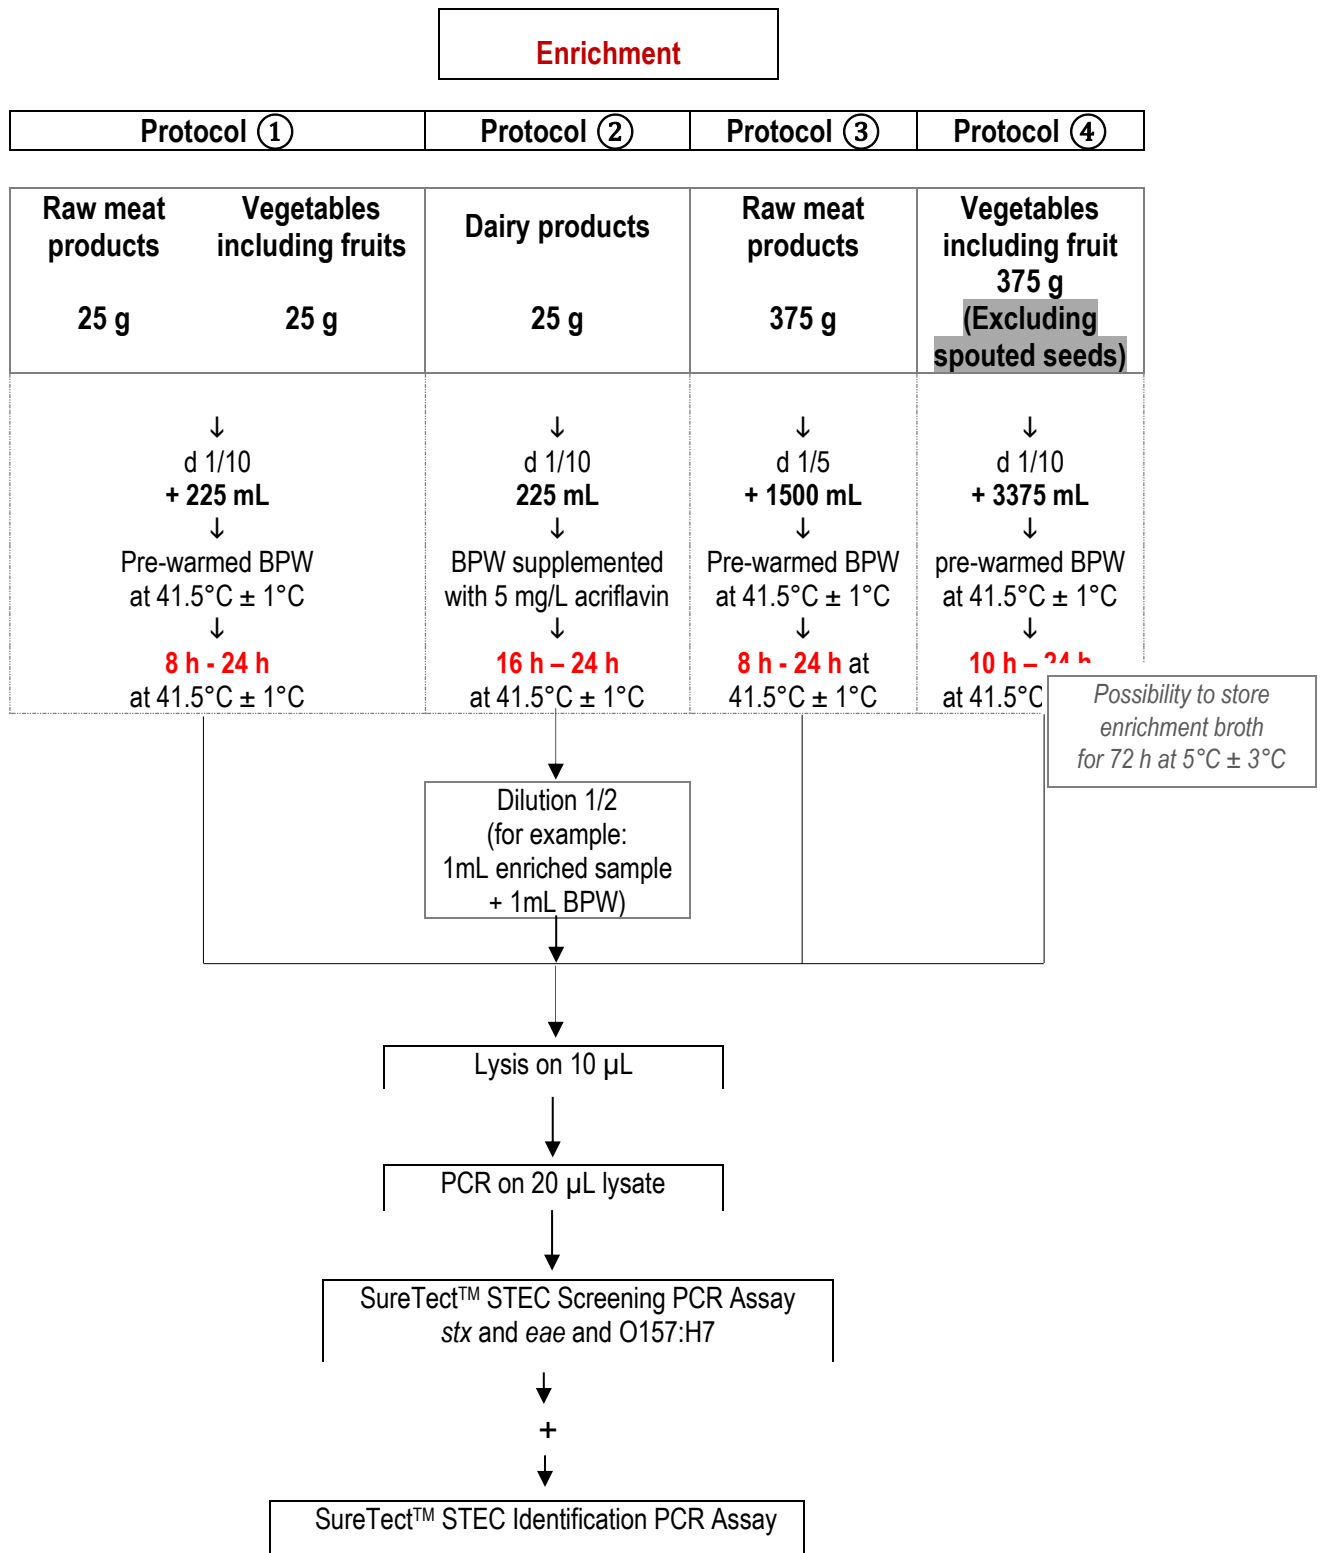 Enrichment
Protocol ①
Protocol ②
Protocol ③
Protocol ④
Raw meat
products
25 g
Vegetables
including fruits
25 g
Dairy products
25 g
Raw meat
products
375 g
Vegetables
including fruit
375 g
(Excluding
spouted seeds)
↓
d 1/10
+ 225 mL
↓
Pre-warmed BPW
at 41.5°C ± 1°C
↓
8 h - 24 h
at 41.5°C ± 1°C
↓
d 1/10
225 mL
↓
BPW supplemented
with 5 mg/L acriflavin
↓
16 h – 24 h
at 41.5°C ± 1°C
↓
d 1/5
+ 1500 mL
↓
Pre-warmed BPW
at 41.5°C ± 1°C
↓
8 h - 24 h at
41.5°C ± 1°C
↓
d 1/10
+ 3375 mL
↓
pre-warmed BPW
at 41.5°C ± 1°C
↓
10 h – 24 h
at 41.5°C
Possibility to store
enrichment broth
for 72 h at 5°C ± 3°C
Dilution 1/2
(for example:
1mL enriched sample
+ 1mL BPW)
Lysis on 10 µL
PCR on 20 µL lysate
SureTect™ STEC Screening PCR Assay
stx and eae and O157:H7
+
SureTect™ STEC Identification PCR Assay